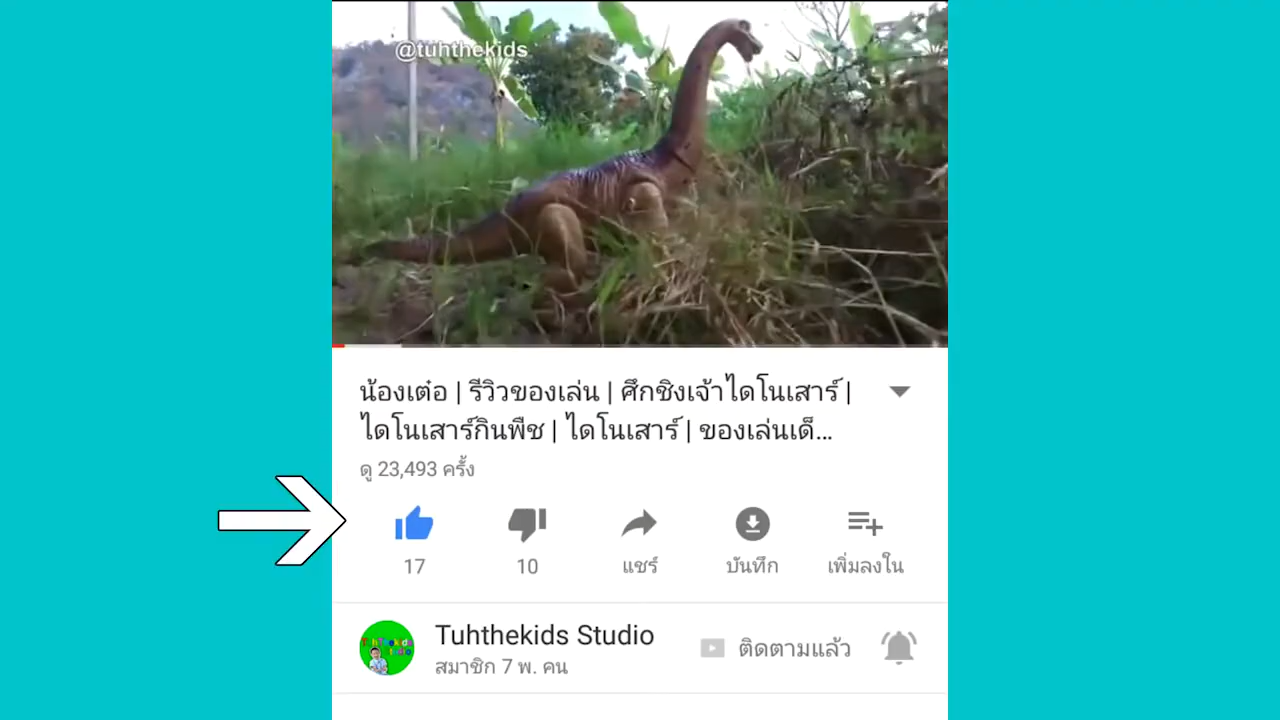 @tuhthekids
น้องเต๋อ | รีวิวของเล่น | ศึกชิงเจ้าไดโนเสาร์ |
ไดโนเสาร์กินพืช | ไดโนเสาร์ | ของเล่นเด็...
ดู 23,493 ครั้ง
17 10 แชร์ บันทึก เพิ่มลงใน
Tuhthekids Studio
ติดตามแล้ว
สมาชิก 7 พ. คน